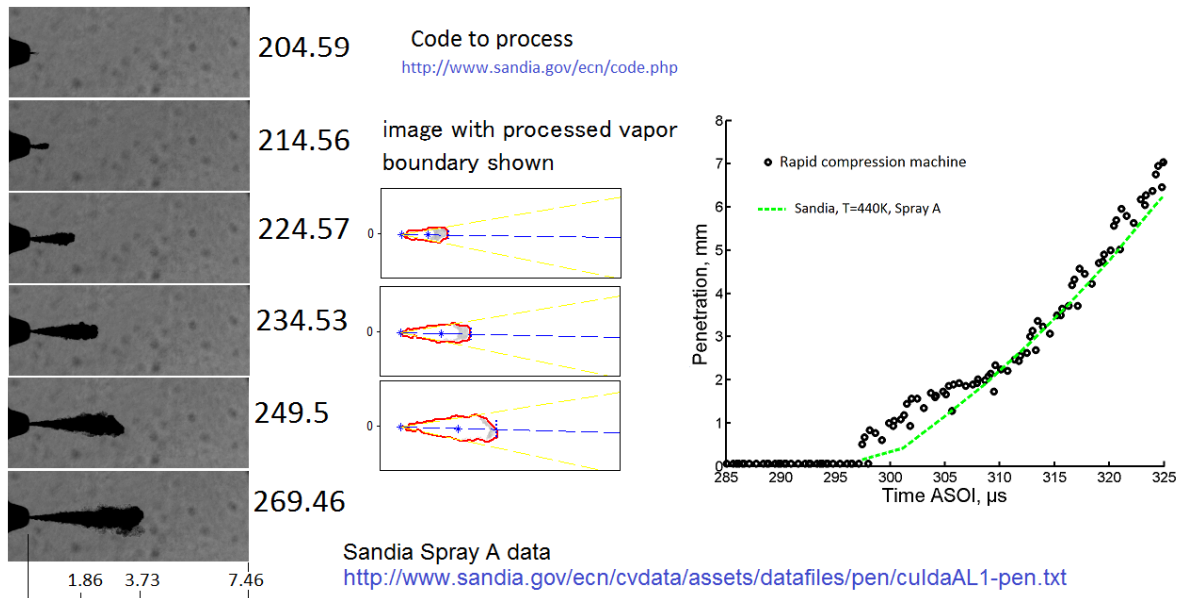 204.59
214.56
224.57
234.53
249.5
269.46
1.86 3.73 7.46
Code to process
http://www.sandia.gov/ecn/code.php
image with processed vapor
boundary shown
0
0
0
Penetration, mm
8
7
6
5
4
3
2
1
0
Rapid compression machine
Sandia, T=440K, Spray A
285 290 295 300 305 310 315 320 325
Time ASOI, µs
Sandia Spray A data
http://www.sandia.gov/ecn/cvdata/assets/datafiles/pen/culdaAL1-pen.txt